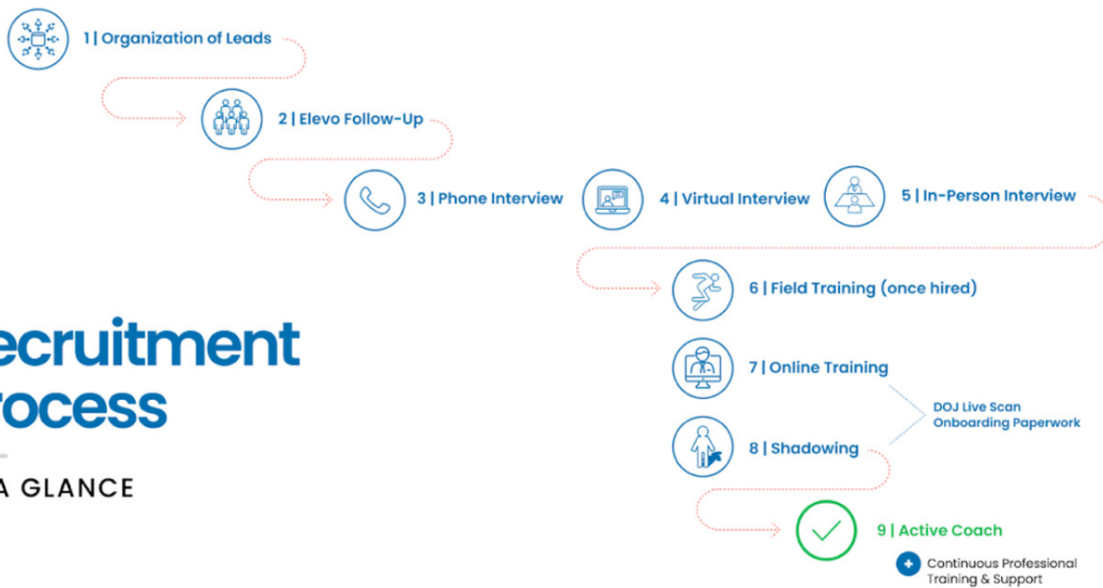 1 | Organization of Leads
2 | Elevo Follow-Up
3 | Phone Interview
4 | Virtual Interview
5 | In-Person Interview
6 | Field Training (once hired)
7 | Online Training
8 | Shadowing
DOJ Live Scan
Onboarding Paperwork
9 | Active Coach
Continuous Professional
Training & Support
ecruitment
rocess
A GLANCE